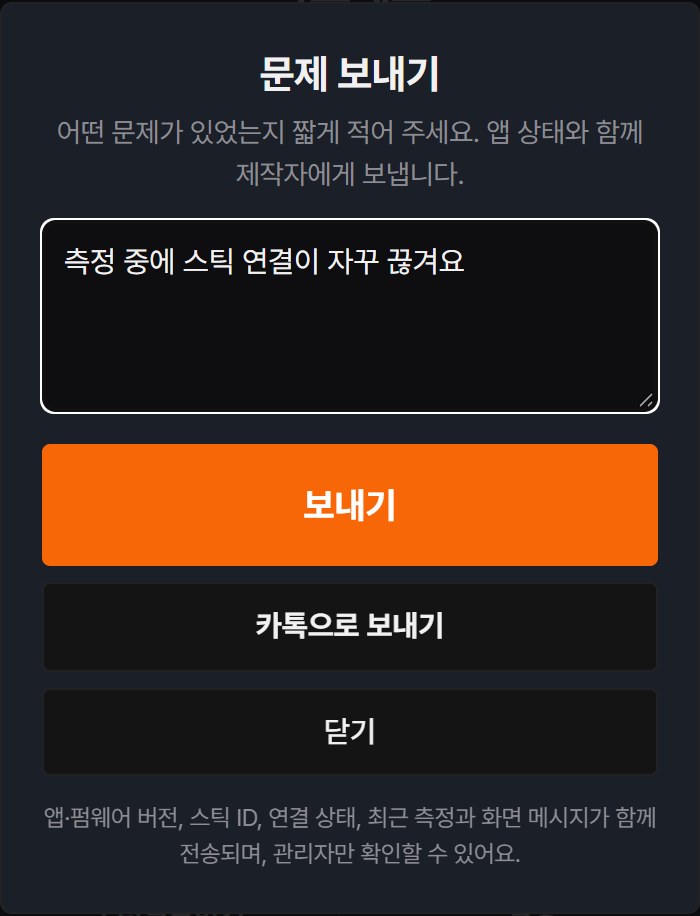 문제 보내기
어떤 문제가 있었는지 짧게 적어 주세요. 앱 상태와 함께
제작자에게 보냅니다.
측정 중에 스틱 연결이 자꾸 끊겨요
보내기
카톡으로 보내기
닫기
앱·펌웨어 버전, 스틱 ID, 연결 상태, 최근 측정과 화면 메시지가 함께
전송되며, 관리자만 확인할 수 있어요.